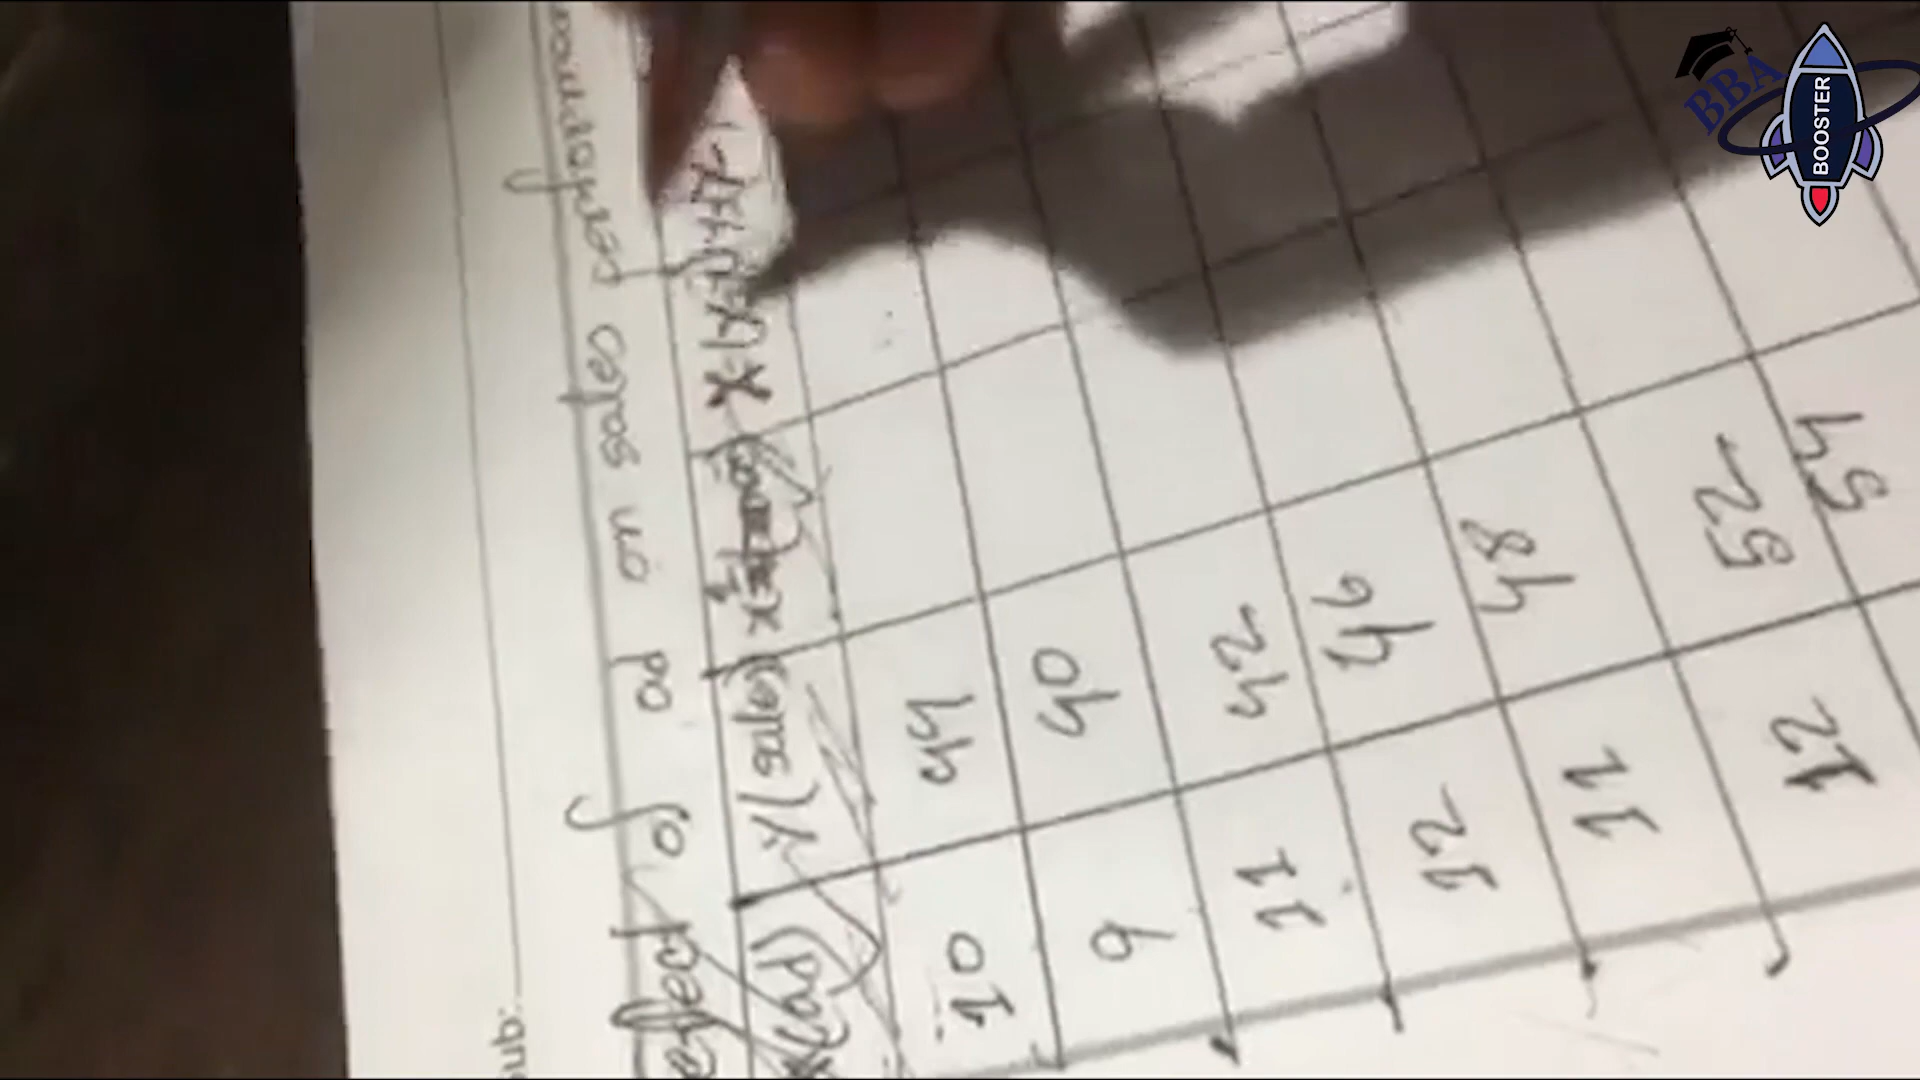 BBA
BOOSTER
Sub:
effect of ad on sales performan
X(ad) Y(sales)
10 44
9 40
11 42
12 46
11 48
12 52
54